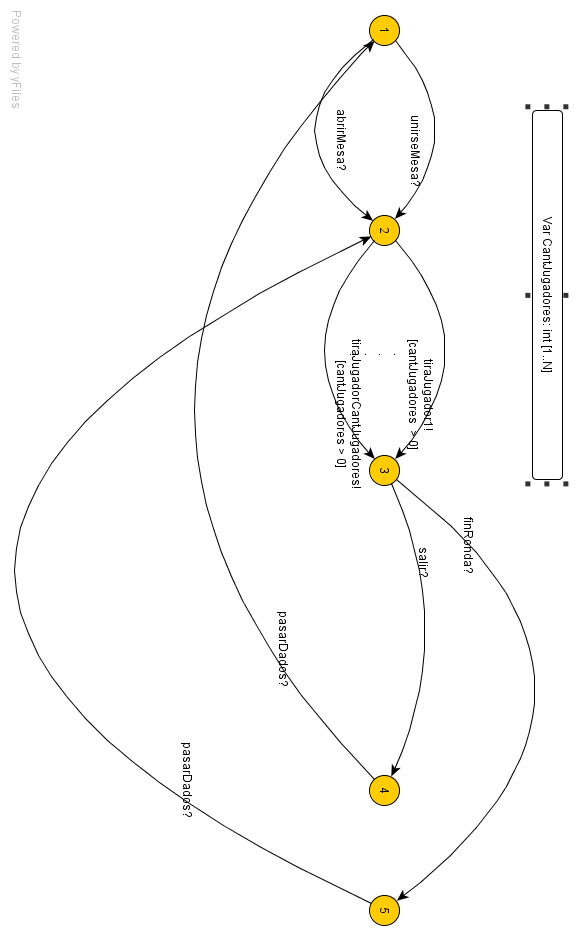 Var CantJugadores: int [1..N]
finRonda?
unirseMesa?
tiraJugador1!
[cantJugadores > 0]
.
.
.
tiraJugadorCantJugadores!
[cantJugadores > 0]
salir?
1
2
3
4
5
abrirMesa?
pasarDados?
pasarDados?
Powered by yFiles